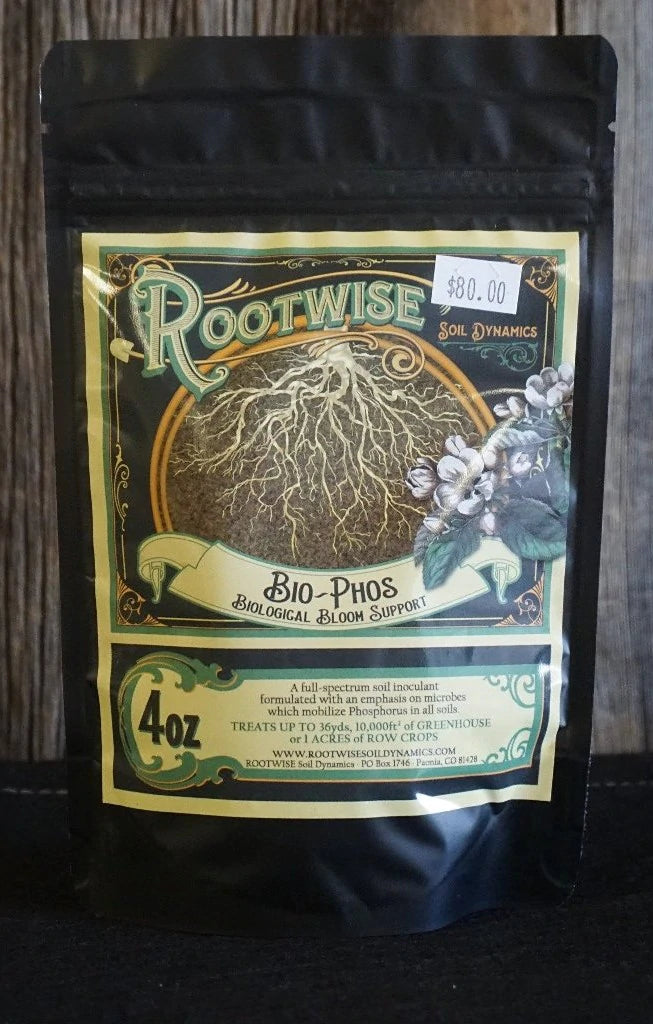 $80.00
ROOTWISE
SOIL DYNAMICS
BIO-PHOS
BIOLOGICAL BLOOM SUPPORT
4oz
A full-spectrum soil inoculant
formulated with an emphasis on microbes
which mobilize Phosphorus in all soils.
TREATS UP TO 36yds, 10,000ft² of GREENHOUSE
or 1 ACRES of ROW CROPS
WWW.ROOTWISESOILDYNAMICS.COM
ROOTWISE Soil Dynamics · PO Box 1746 · Paonia, CO 81428